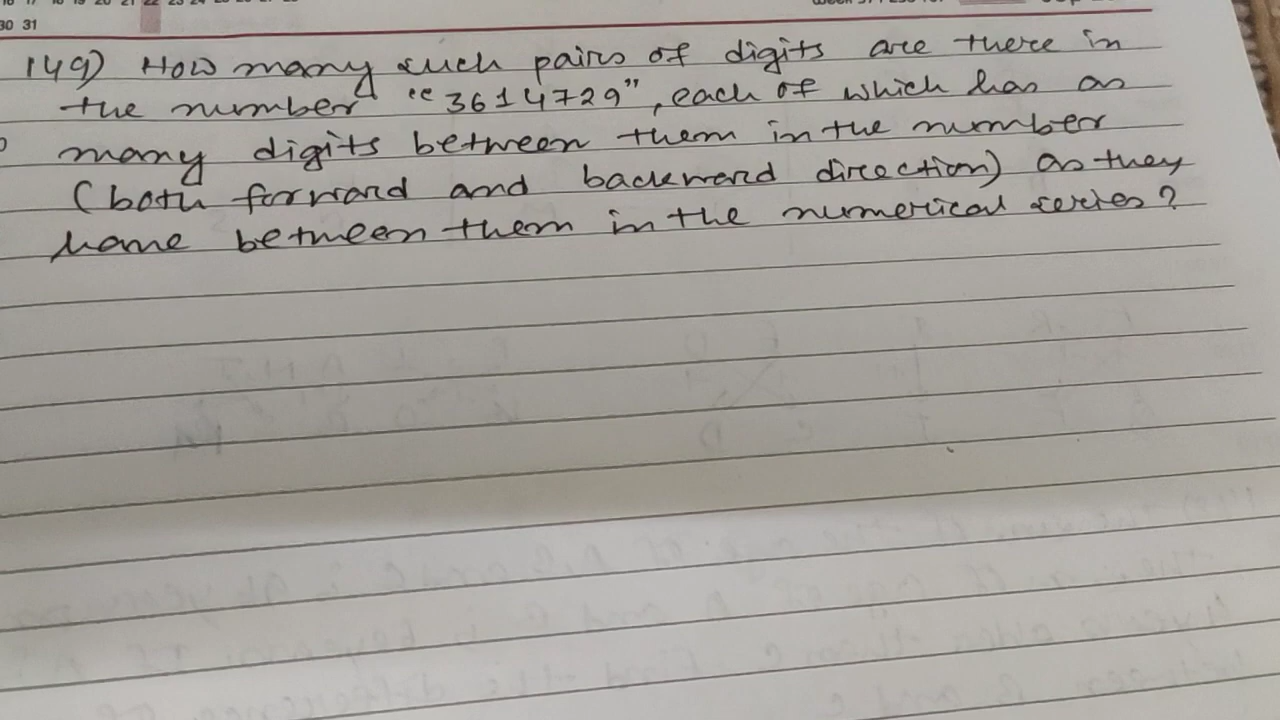 30 31
149) How many such pairs of digits are there in
the number "3614729", each of which has as
many digits between them in the number
(both forward and backward direction) as they
have between them in the numerical series?